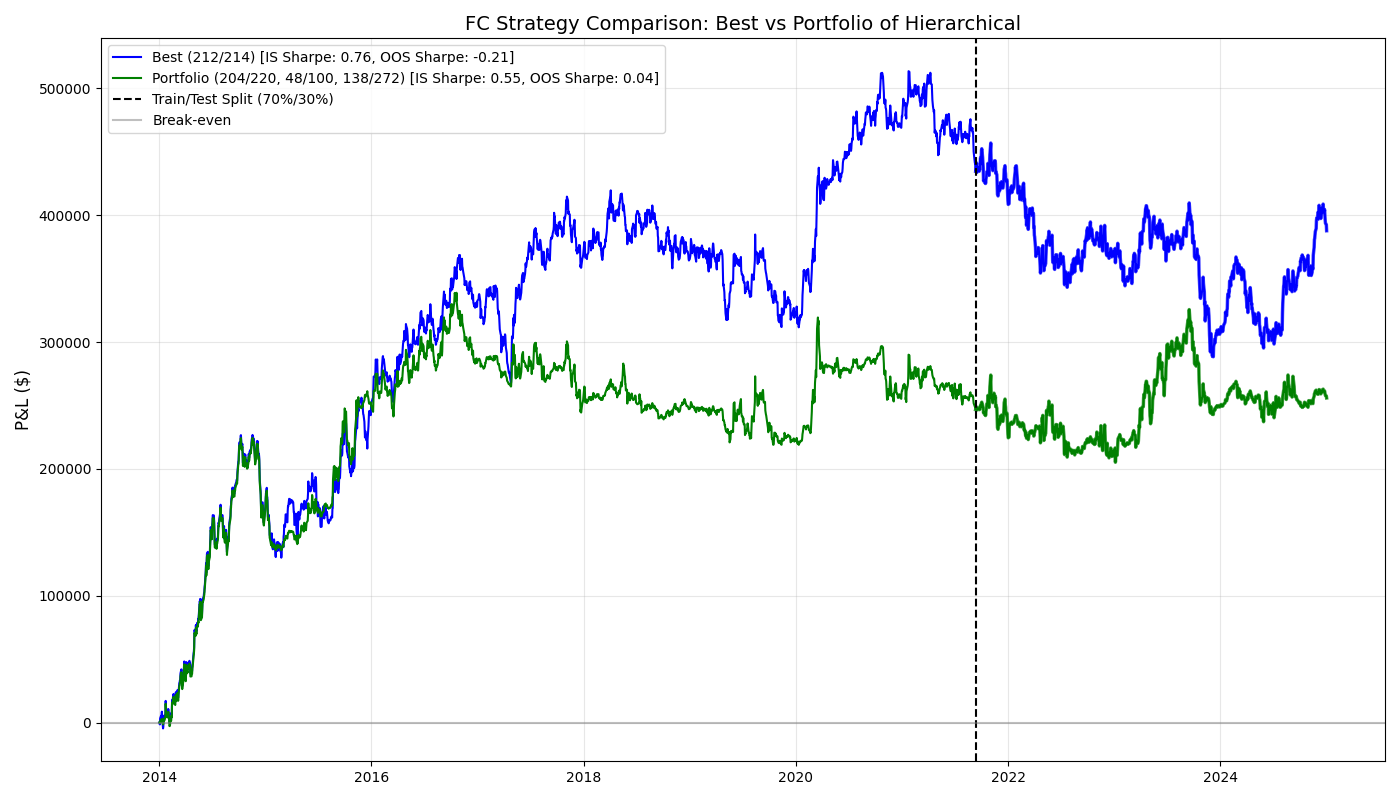 FC Strategy Comparison: Best vs Portfolio of Hierarchical
Best (212/214) [IS Sharpe: 0.76, OOS Sharpe: -0.21]
Portfolio (204/220, 48/100, 138/272) [IS Sharpe: 0.55, OOS Sharpe: 0.04]
Train/Test Split (70%/30%)
Break-even
P&L ($)
500000
400000
300000
200000
100000
0
2014
2016
2018
2020
2022
2024